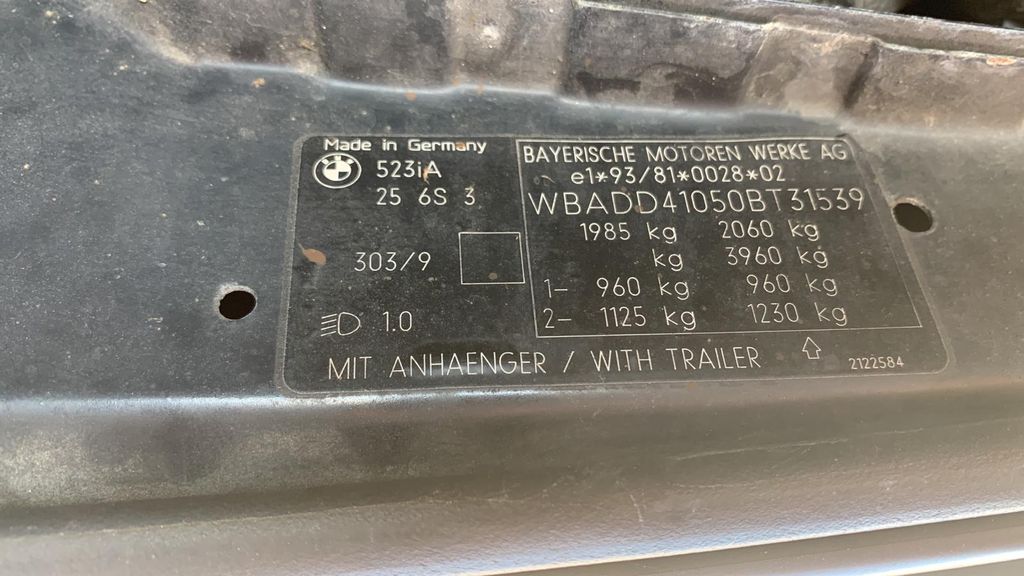 Made in Germany
523iA
25 6S 3
303/9
1.0
BAYERISCHE MOTOREN WERKE AG
e1*93/81*0028*02
WBADD41050BT31539
1985 kg 2060 kg
kg 3960 kg
1- 960 kg 960 kg
2- 1125 kg 1230 kg
MIT ANHAENGER / WITH TRAILER
2122584